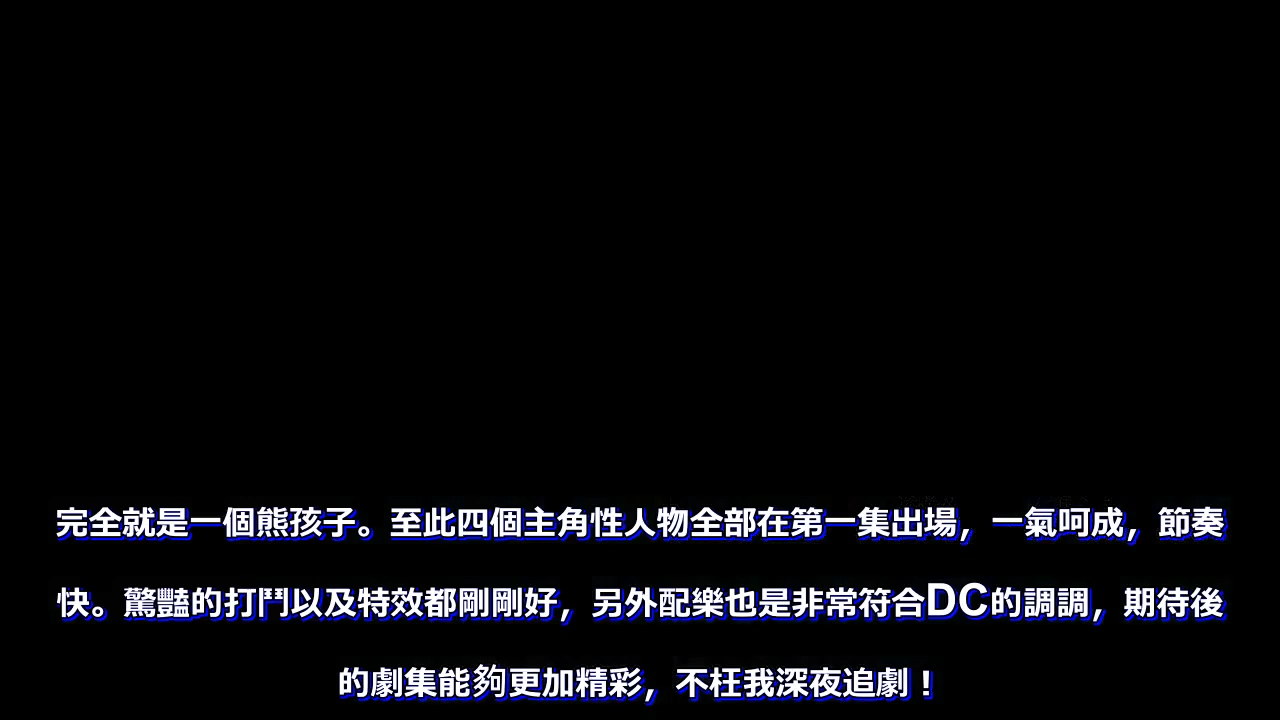 完全就是一個熊孩子。至此四個主角性人物全部在第一集出場，一氣呵成，節奏
快。驚豔的打鬥以及特效都剛剛好，另外配樂也是非常符合DC的調調，期待後
的劇集能夠更加精彩，不枉我深夜追劇！